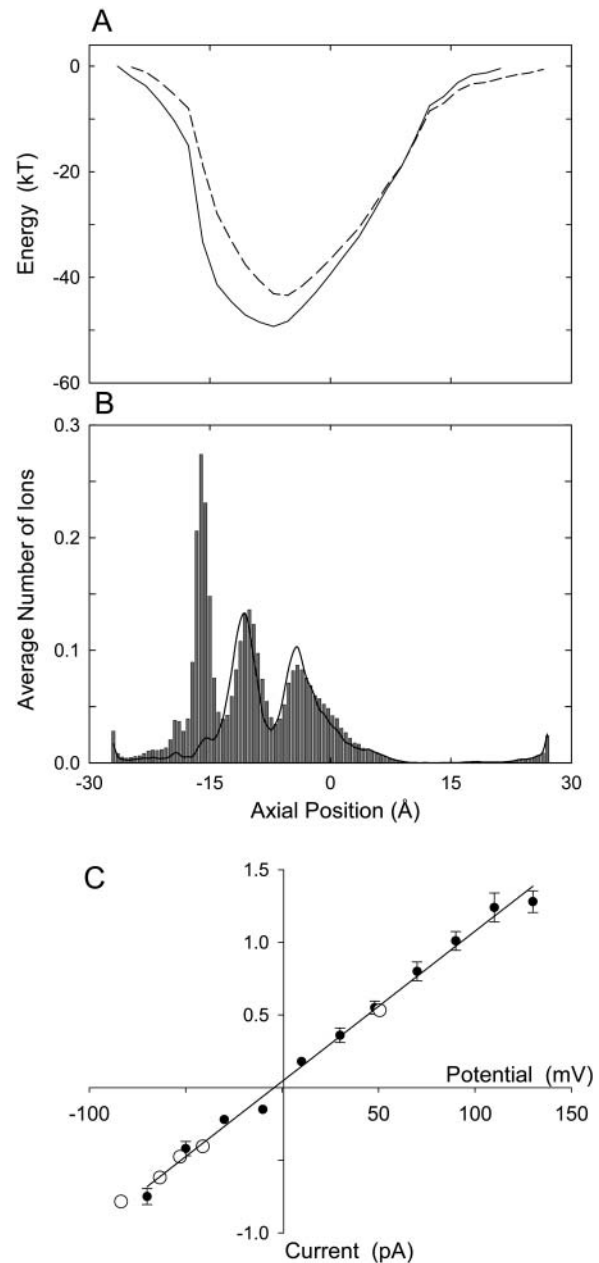 A
0
-20
-40
-60
Energy (kT)
B
0.3
0.2
0.1
0.0
Average Number of Ions
-30 -15 0 15 30
Axial Position (Å)
C
1.5
1.0
0.5
Potential (mV)
-100 50 100 150
-1.0
Current (pA)